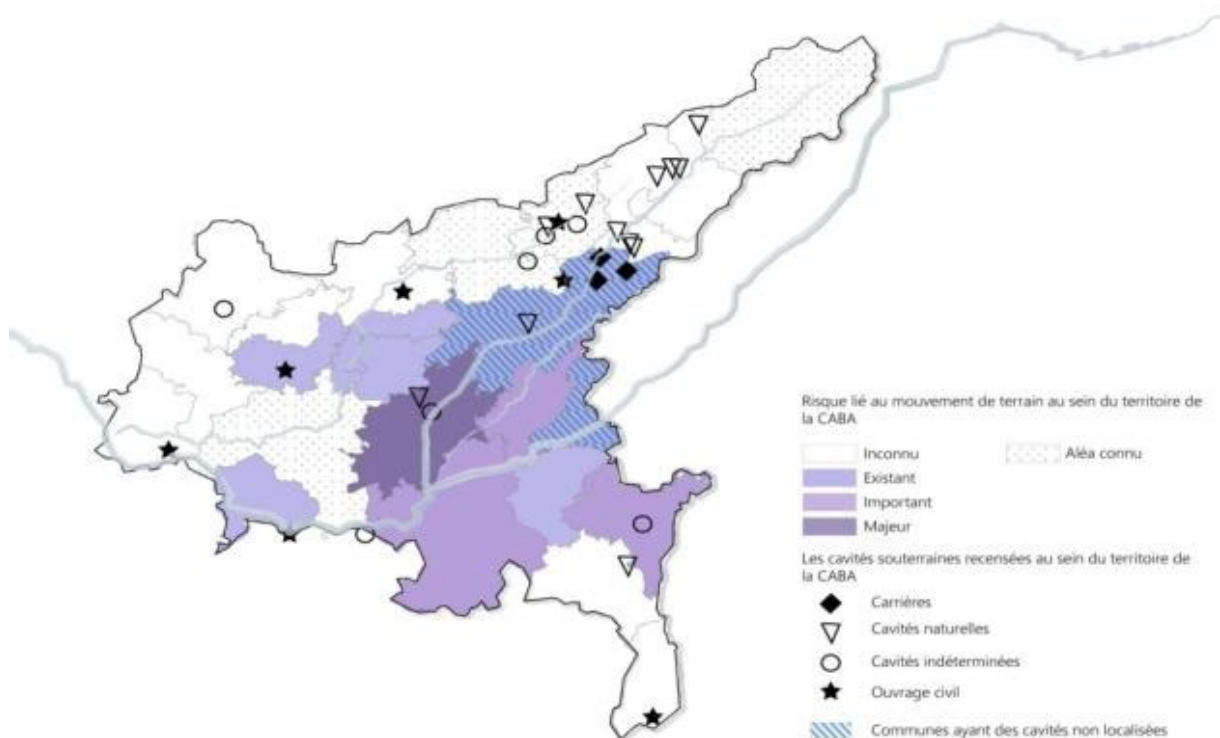 Risque lié au mouvement de terrain au sein du territoire de
la CABA
Inconnu
Aléa connu
Existant
Important
Majeur
Les cavités souterraines recensées au sein du territoire de
la CABA
Carrières
Cavités naturelles
Cavités indéterminées
Ouvrage civil
Communes ayant des cavités non localisées